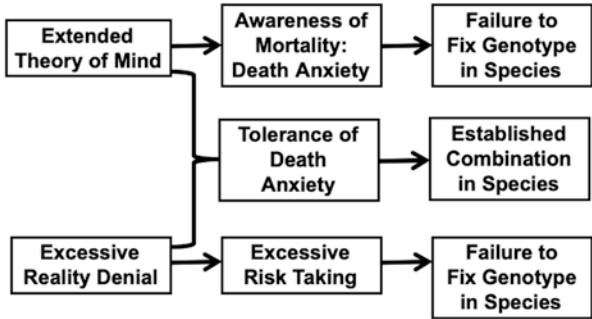 Extended
Theory of Mind
Awareness of
Mortality:
Death Anxiety
Failure to
Fix Genotype
in Species
Tolerance of
Death
Anxiety
Established
Combination
in Species
Excessive
Reality Denial
Excessive
Risk Taking
Failure to
Fix Genotype
in Species